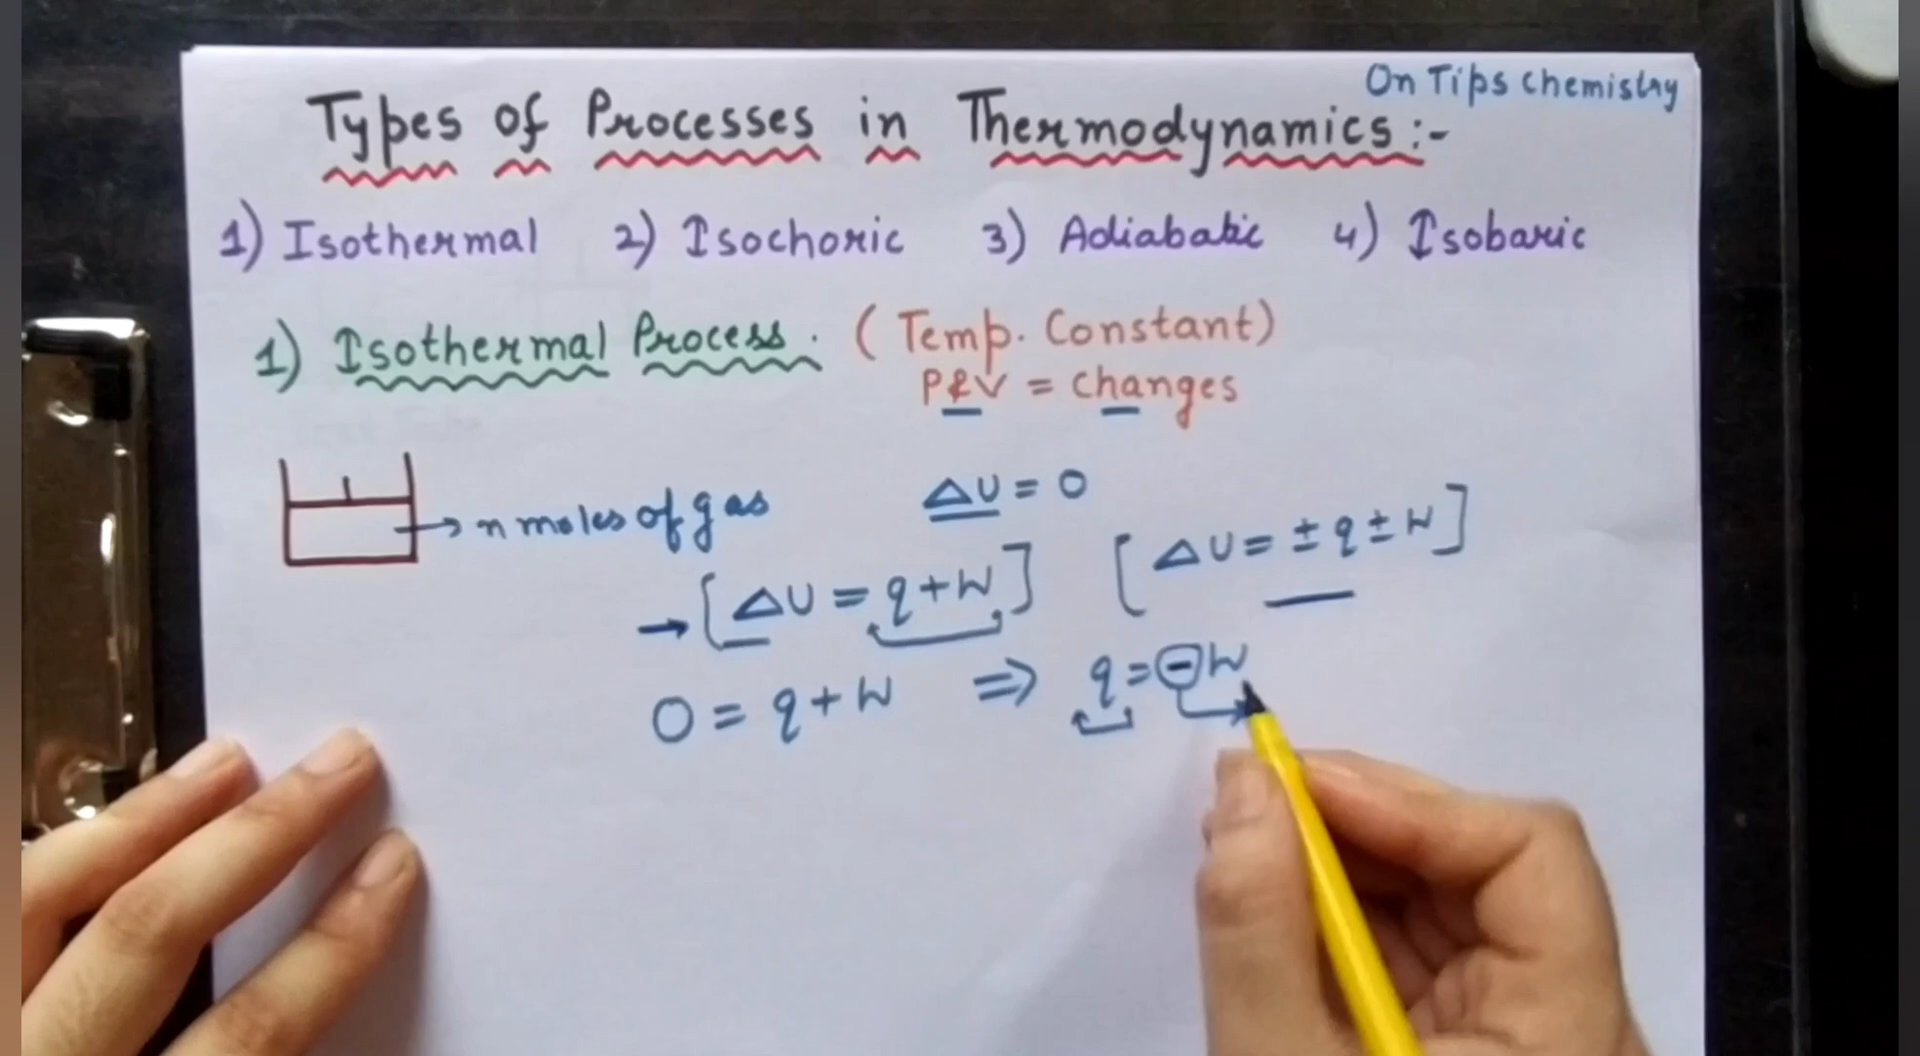 On Tips chemistry
Types of Processes in Thermodynamics:-
1) Isothermal 2) Isochoric 3) Adiabatic 4) Isobaric
1) Isothermal Process. (Temp. Constant)
P&V = changes
→ n moles of gas
ΔU = 0
→ [ΔU = q+W] [ΔU = ± q ± W]
0 = q + W ⇒ q = -W